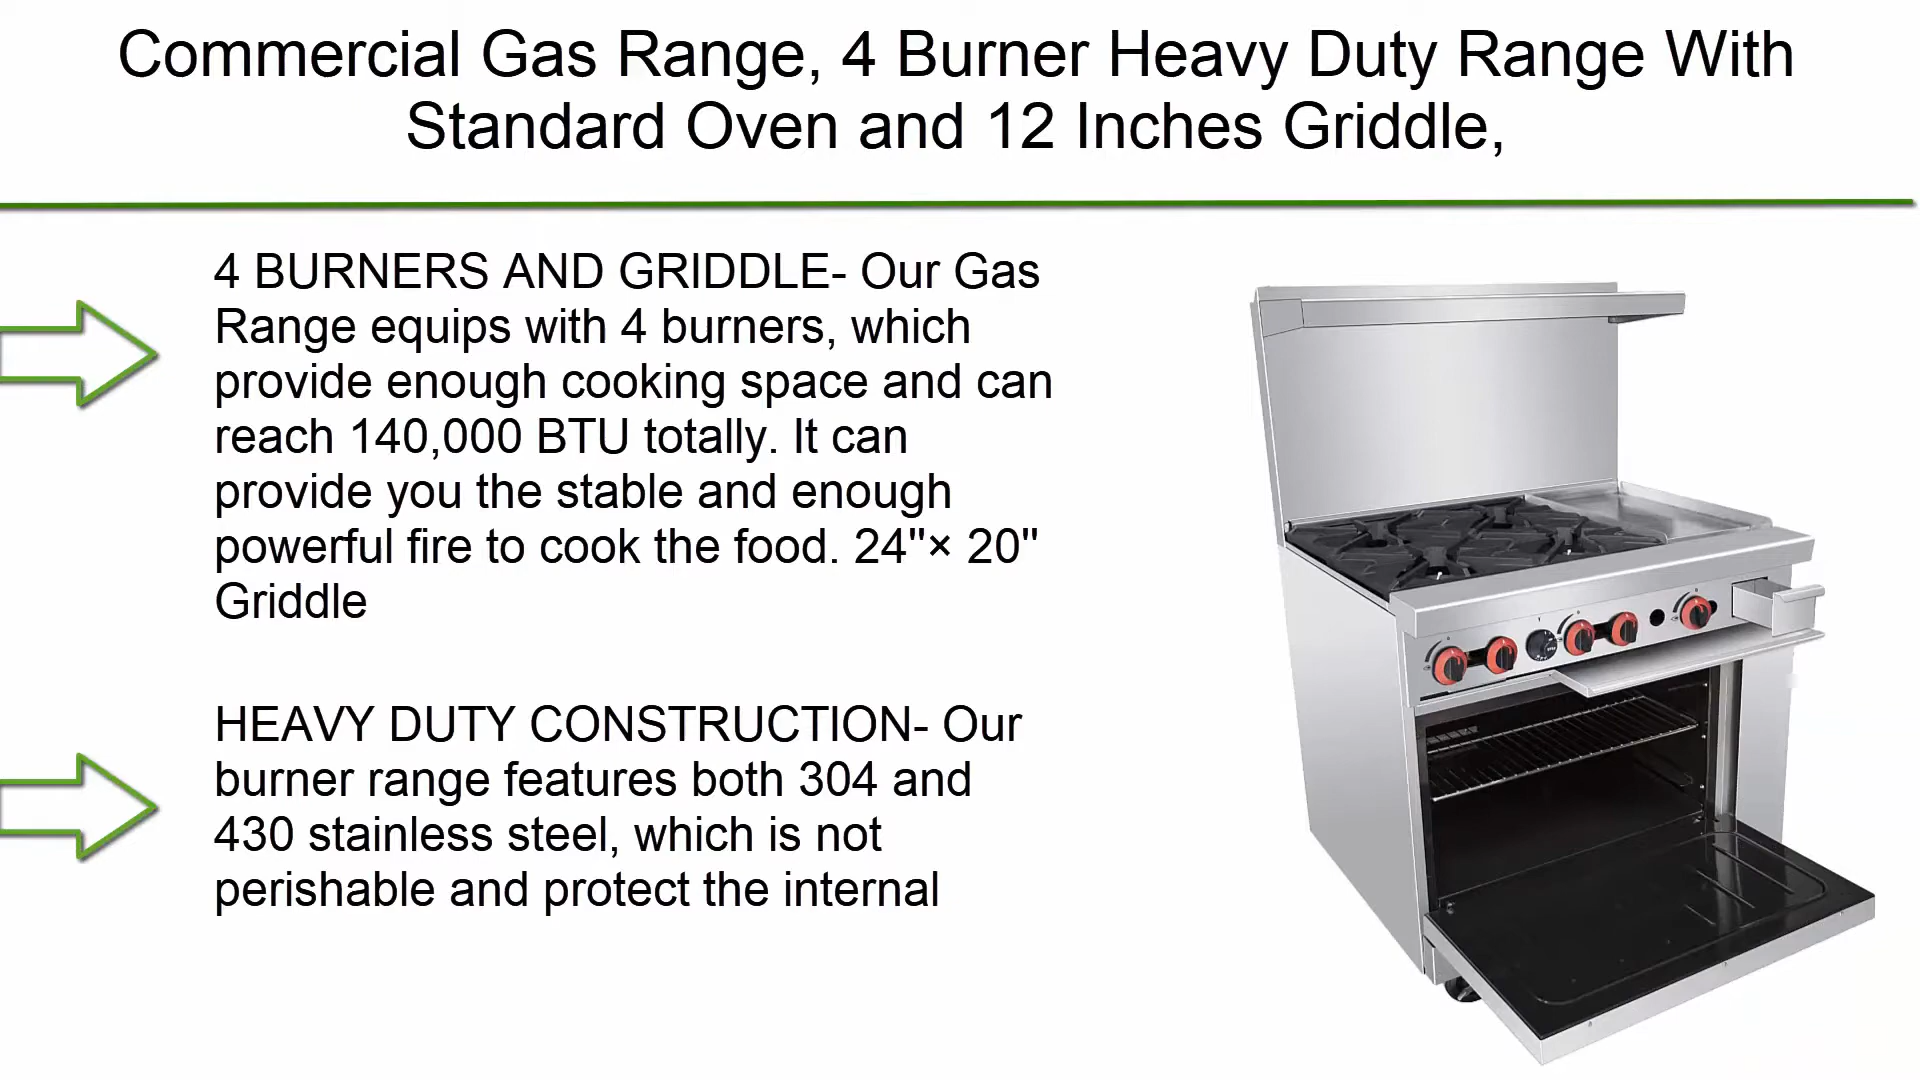 Commercial Gas Range, 4 Burner Heavy Duty Range With
Standard Oven and 12 Inches Griddle,
4 BURNERS AND GRIDDLE- Our Gas
Range equips with 4 burners, which
provide enough cooking space and can
reach 140,000 BTU totally. It can
provide you the stable and enough
powerful fire to cook the food. 24"× 20"
Griddle
HEAVY DUTY CONSTRUCTION- Our
burner range features both 304 and
430 stainless steel, which is not
perishable and protect the internal